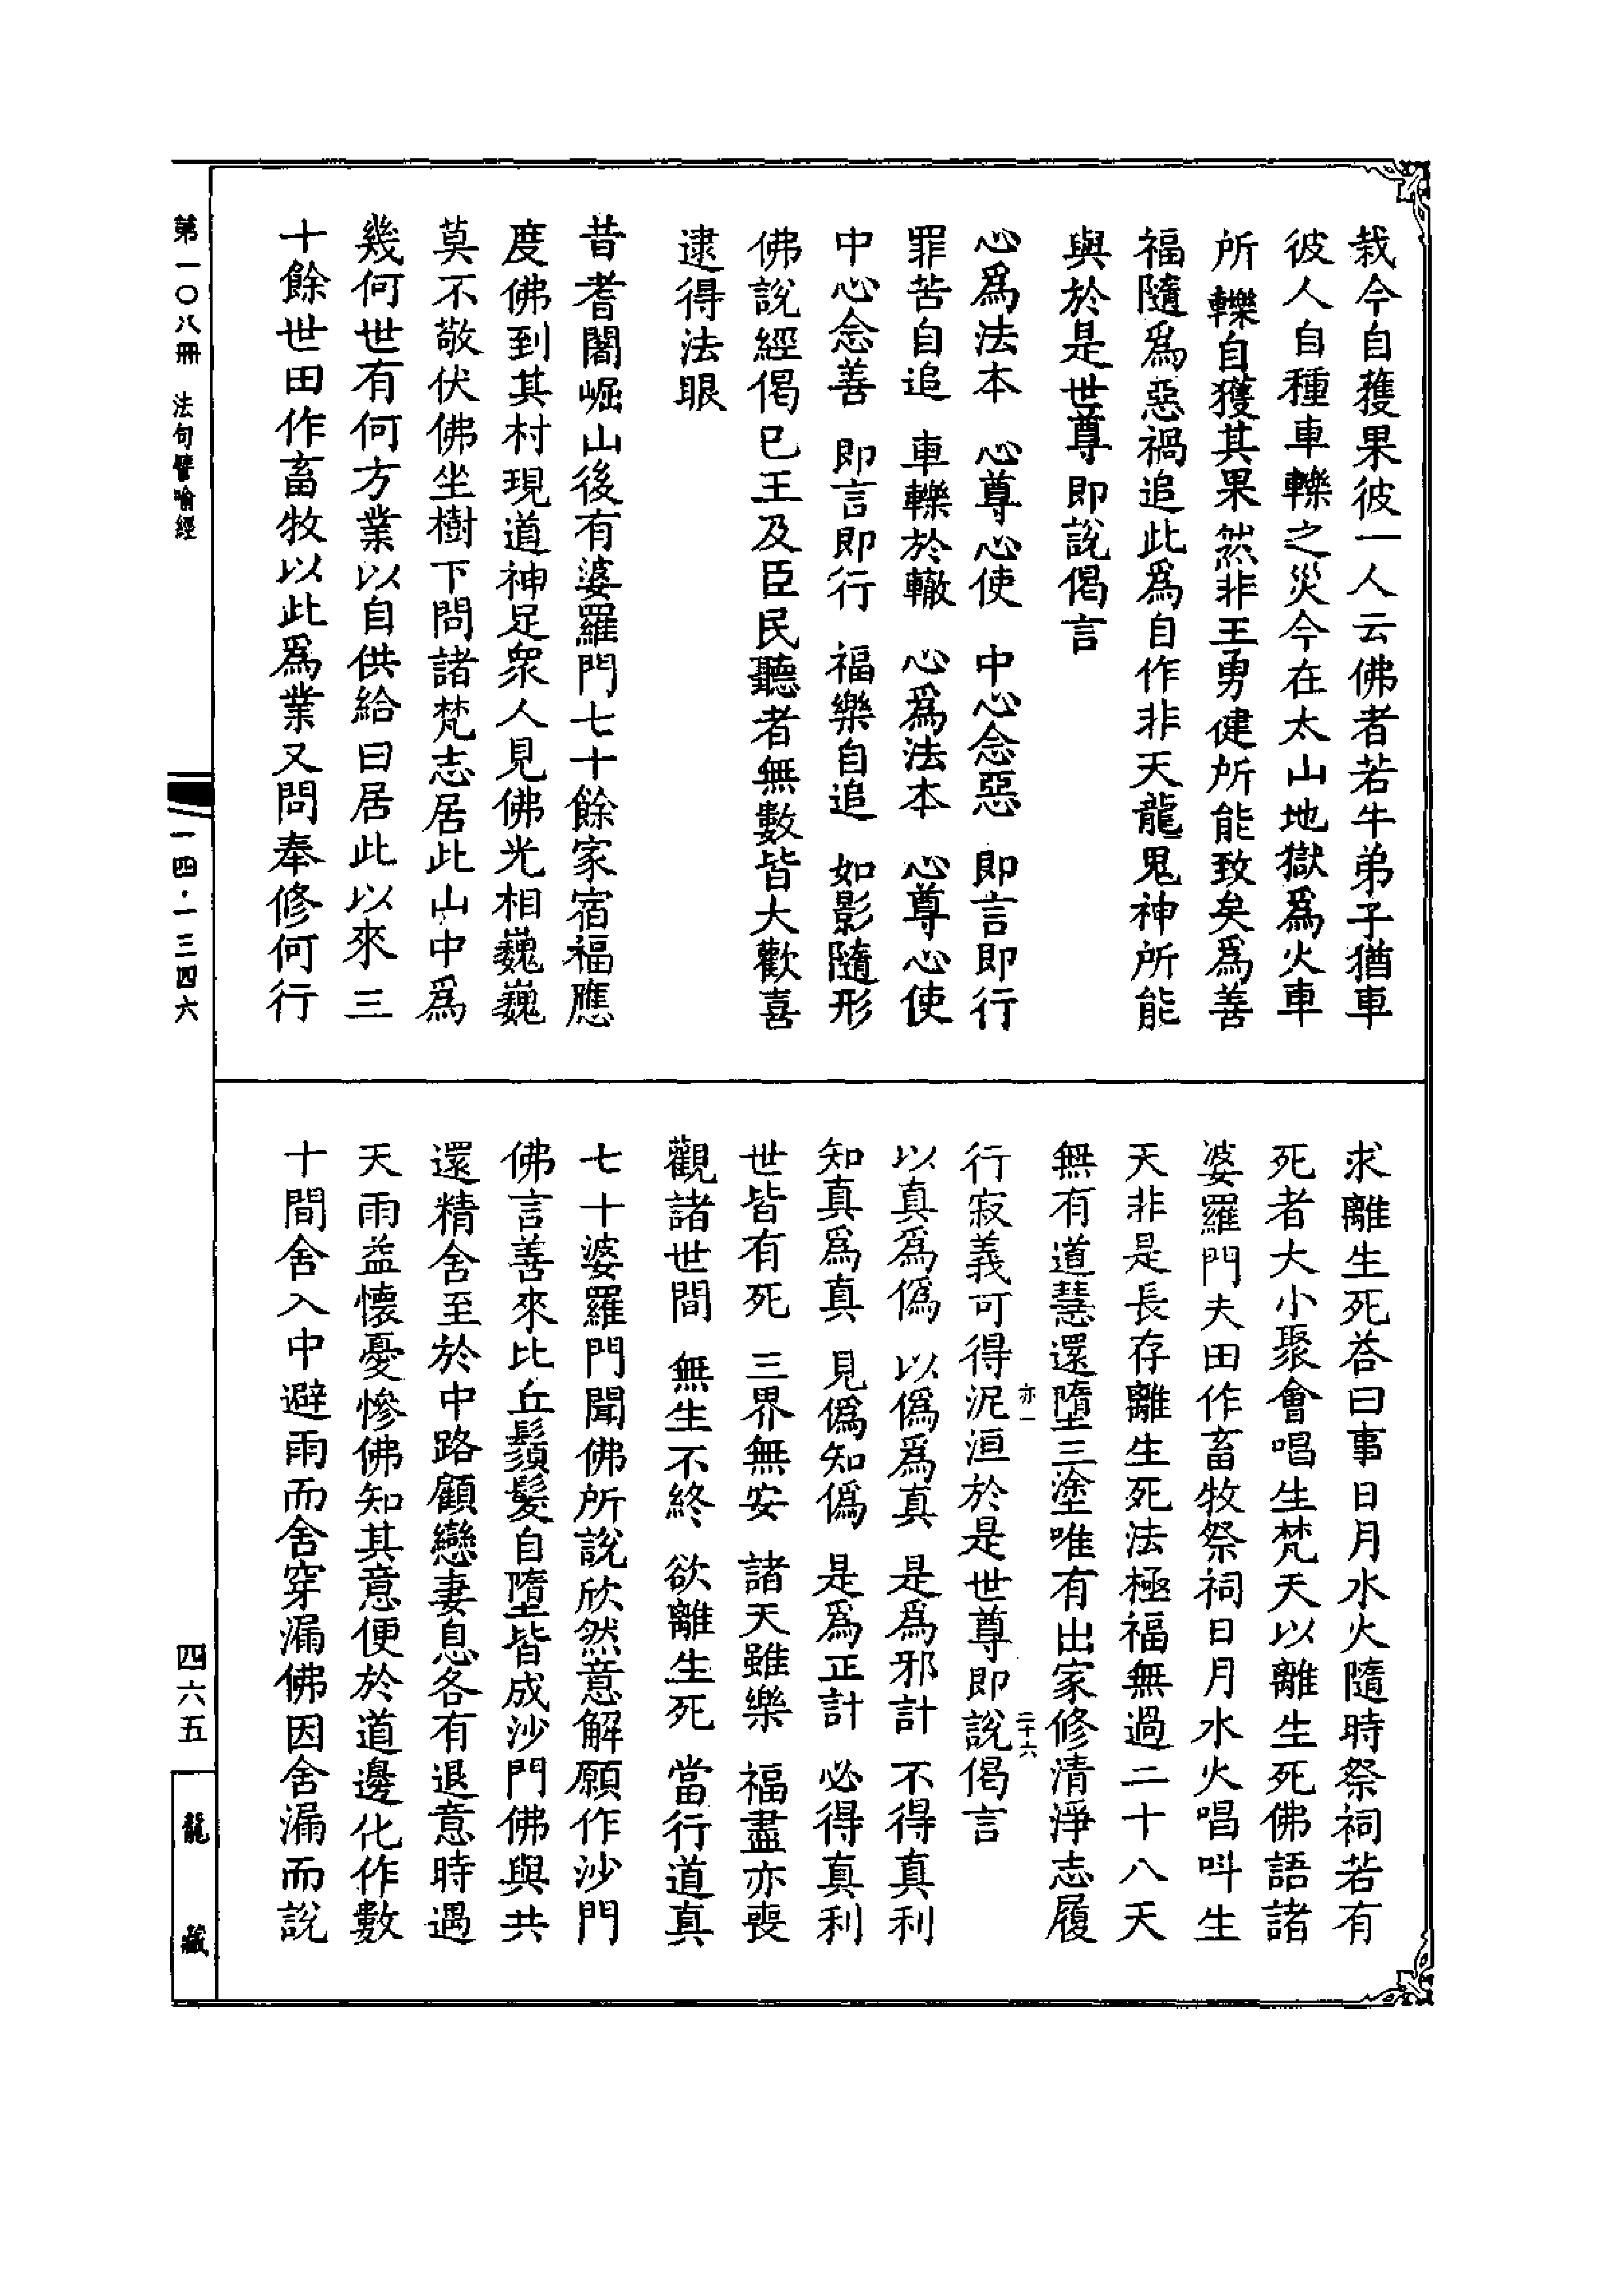 栽今自獲果彼一人云佛者若牛弟子猶車
彼人自種車轢之災今在太山地獄爲火車
所轢自獲其果然非王勇健所能致矣爲善
福隨爲惡禍追此爲自作非天龍鬼神所能
與於是世尊即說偈言
心爲法本　心尊心使　中心念惡　即言即行
罪苦自追　車轢於轍　心爲法本　心尊心使
中心念善　即言即行　福樂自追　如影隨形
佛說經偈已王及臣民聽者無數皆大歡喜
逮得法眼
昔耆闍崛山後有婆羅門七十餘家宿福應
度佛到其村現道神足衆人見佛光相巍巍
莫不敬伏佛坐樹下問諸梵志居此山中爲
幾何世有何方業以自供給曰居此以來三
十餘世田作畜牧以此爲業又問奉修何行
求離生死荅曰事日月水火隨時祭祠若有
死者大小聚會唱生梵天以離生死佛語諸
婆羅門夫田作畜牧祭祠日月水火唱呌生
天非是長存離生死法極福無過二十八天
無有道慧還墮三塗唯有出家修清淨志履
亦一
二十六
行寂義可得泥洹於是世尊即說偈言
以真爲僞　以僞爲真　是爲邪計　不得真利
知真爲真　見僞知僞　是爲正計　必得真利
世皆有死　三界無安　諸天雖樂　福盡亦喪
觀諸世間　無生不終　欲離生死　當行道真
七十婆羅門聞佛所說欣然意解願作沙門
佛言善來比丘鬚髮自墮皆成沙門佛與共
還精舍至於中路顧戀妻息各有退意時遇
天雨益懷憂慘佛知其意便於道邊化作數
十間舍入中避雨而舍穿漏佛因舍漏而說
第一〇八冊　法句譬喻經
一四·一三四六
四六五
龍藏